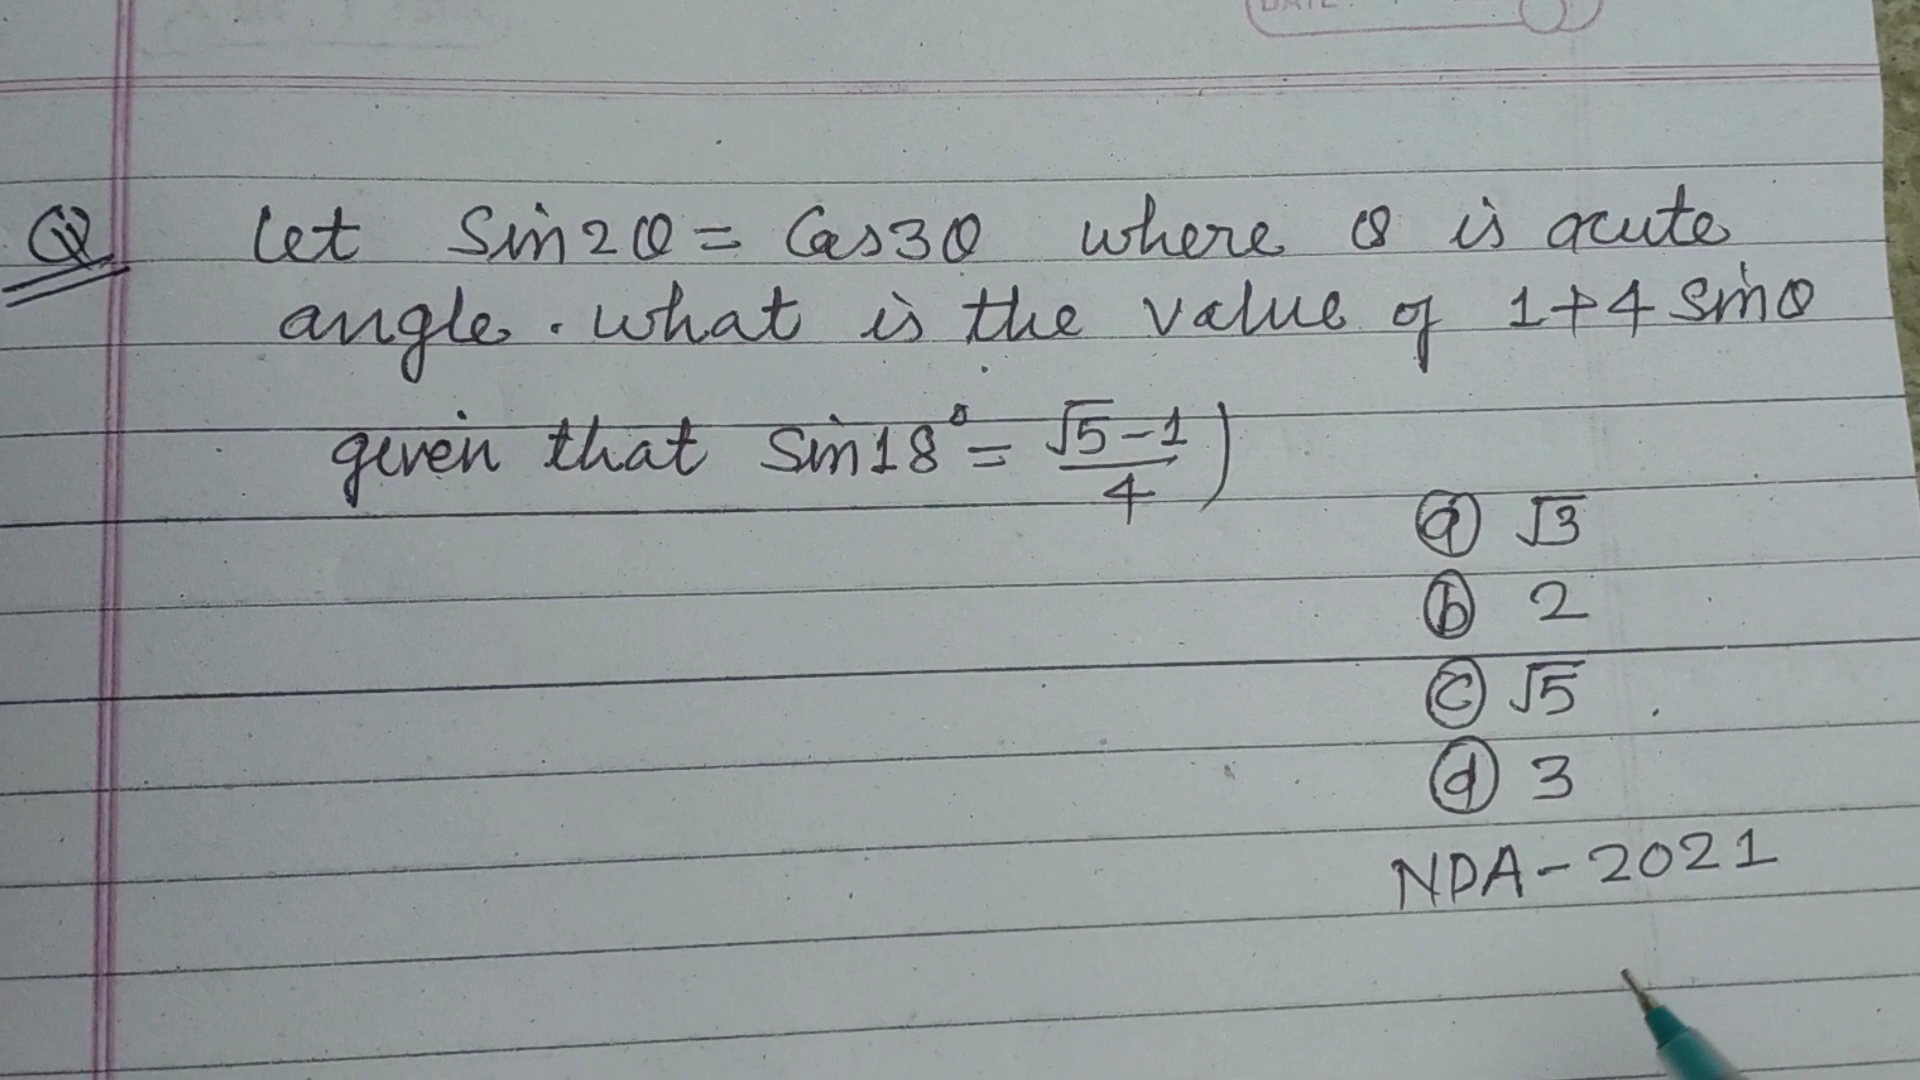 DATE:
Q Let Sin2θ = Cos3θ where θ is acute
angle. what is the value of 1+4 Sinθ
given that Sin18° = √5-1/4)
ⓐ √3
ⓑ 2
ⓒ √5
ⓓ 3
NDA-2021